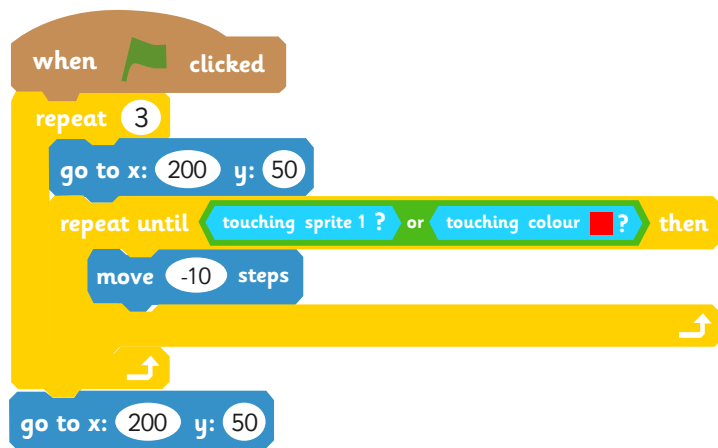 when clicked
repeat 3
go to x: 200 y: 50
repeat until touching sprite 1 ? or touching colour ? then
move -10 steps
go to x: 200 y: 50